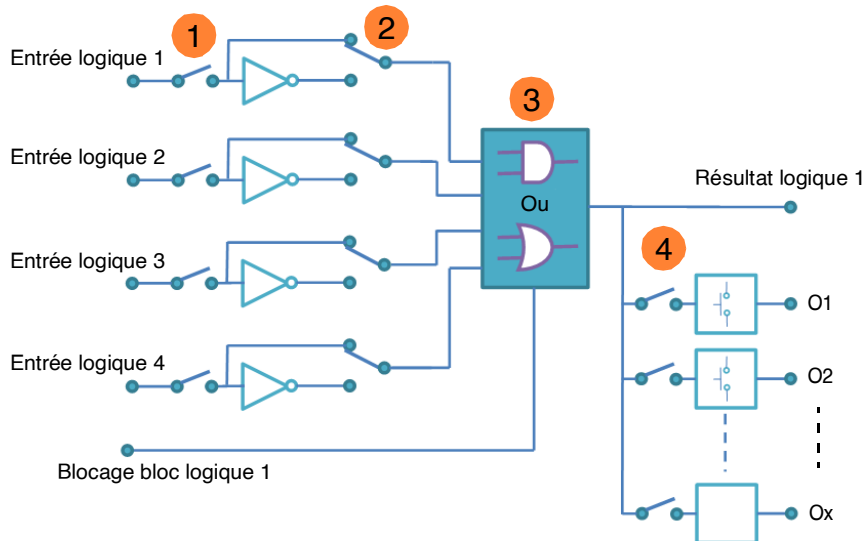 1
2
Entrée logique 1
3
Entrée logique 2
Ou
Résultat logique 1
Entrée logique 3
4
O1
Entrée logique 4
O2
Blocage bloc logique 1
Ox